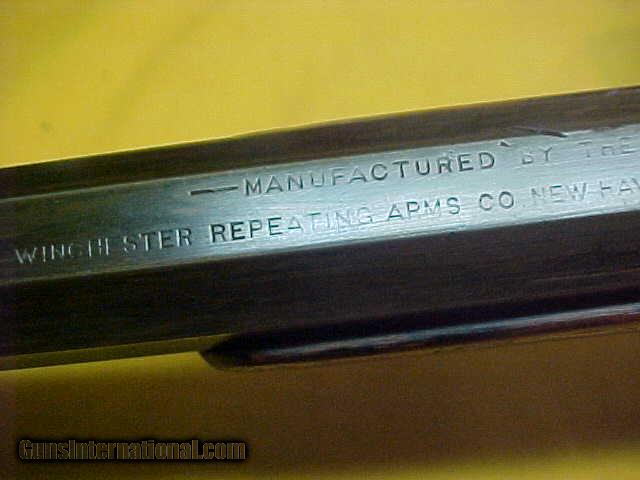 —MANUFACTURED BY THE
WINCHESTER REPEATING ARMS CO. NEW HAV
GunsInternational.com